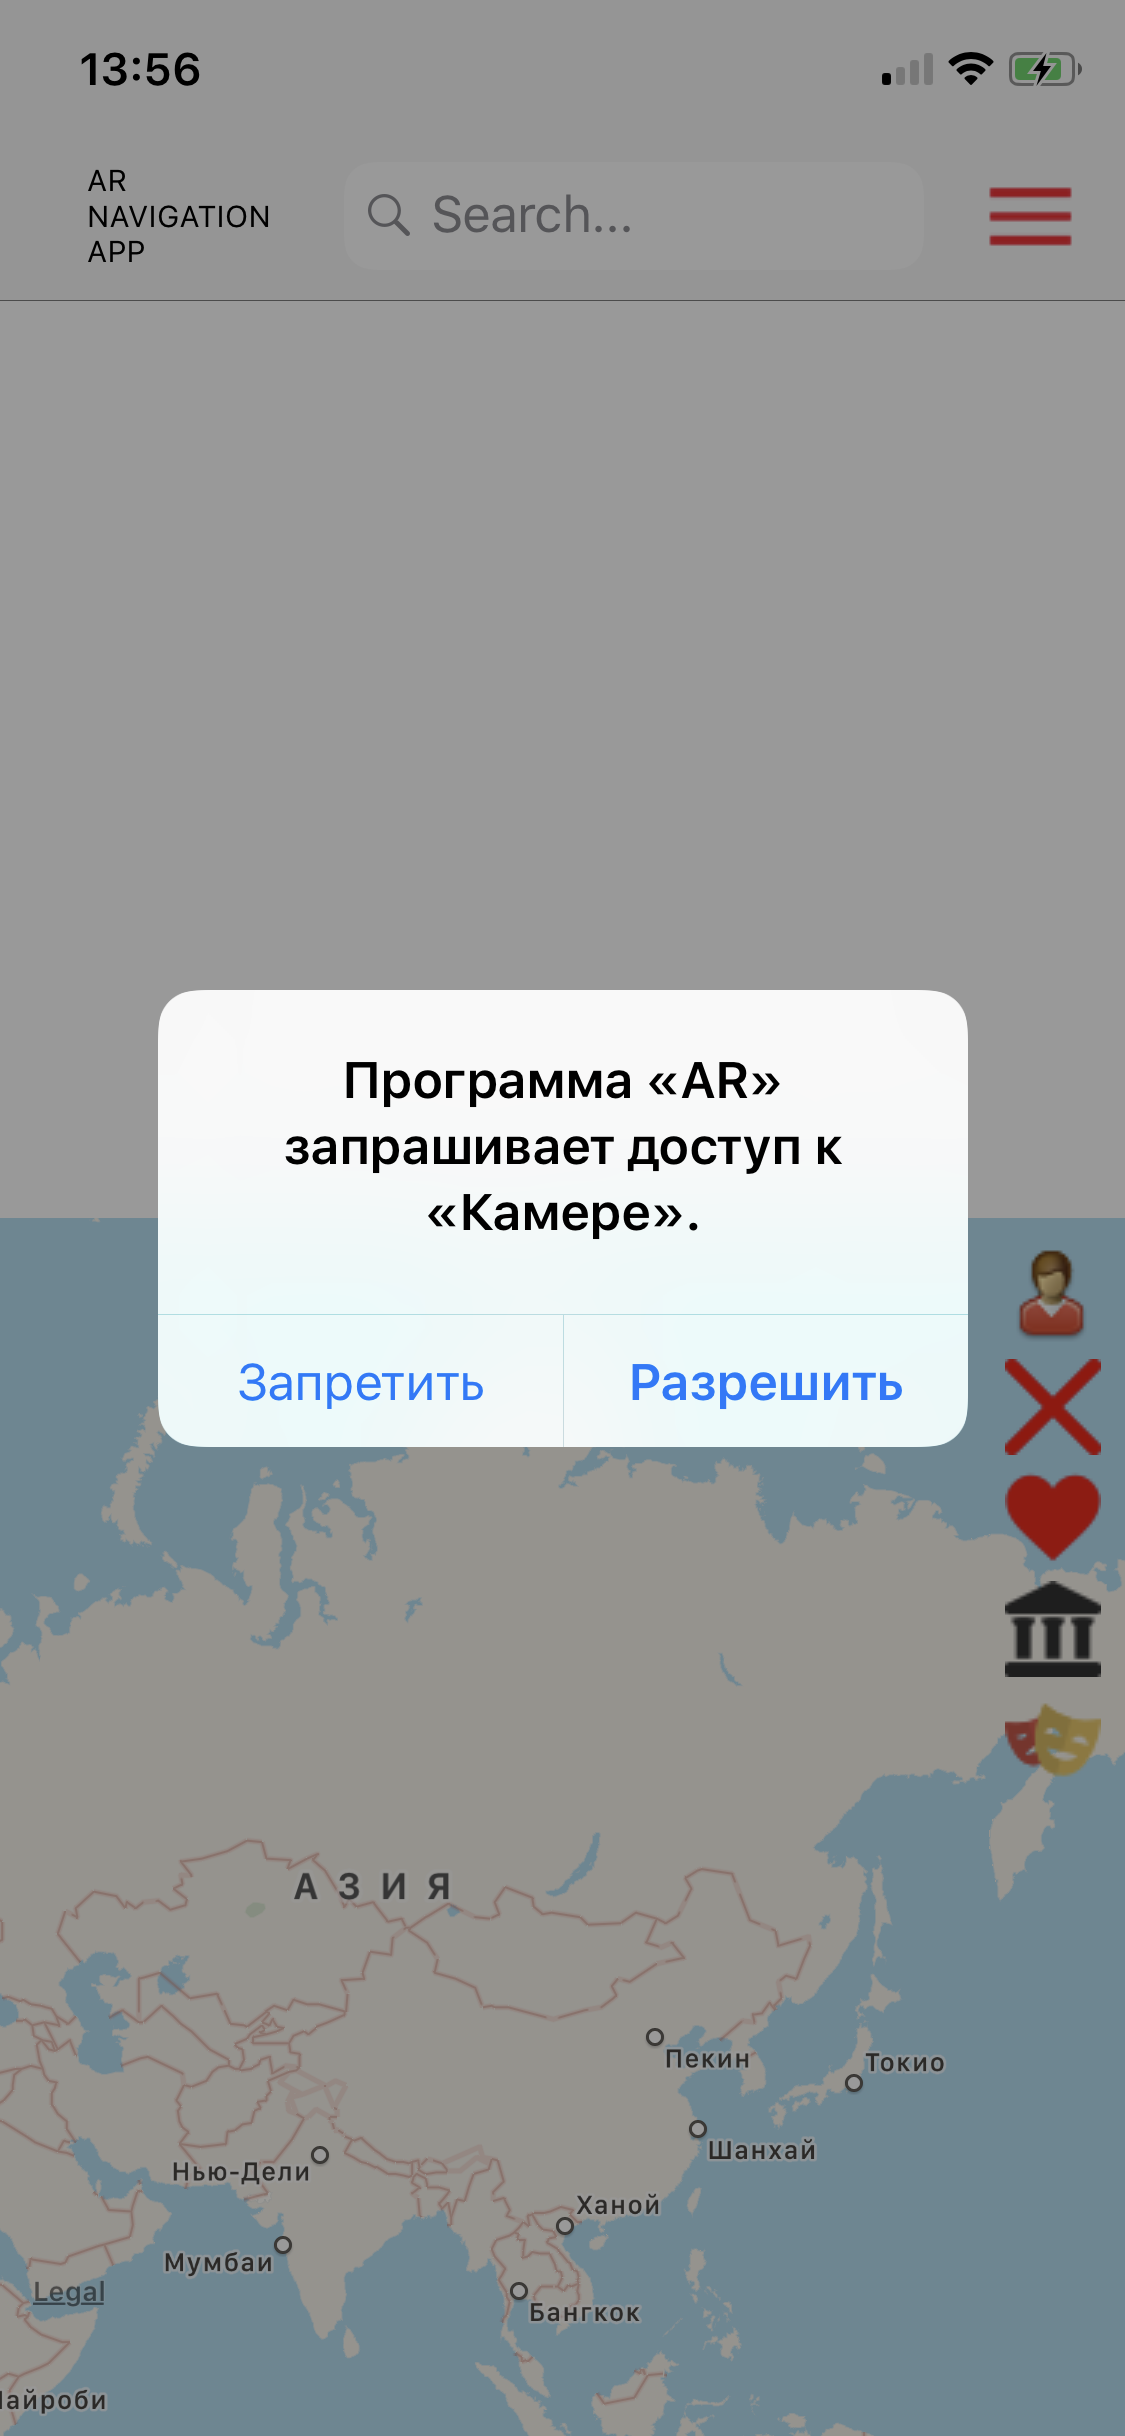 13:56
AR
NAVIGATION
APP
Search...
Программа «AR»
запрашивает доступ к
«Камере».
Запретить
Разрешить
АЗИЯ
Пекин
Токио
Шанхай
Нью-Дели
Ханой
Мумбаи
Legal
Бангкок
айроби